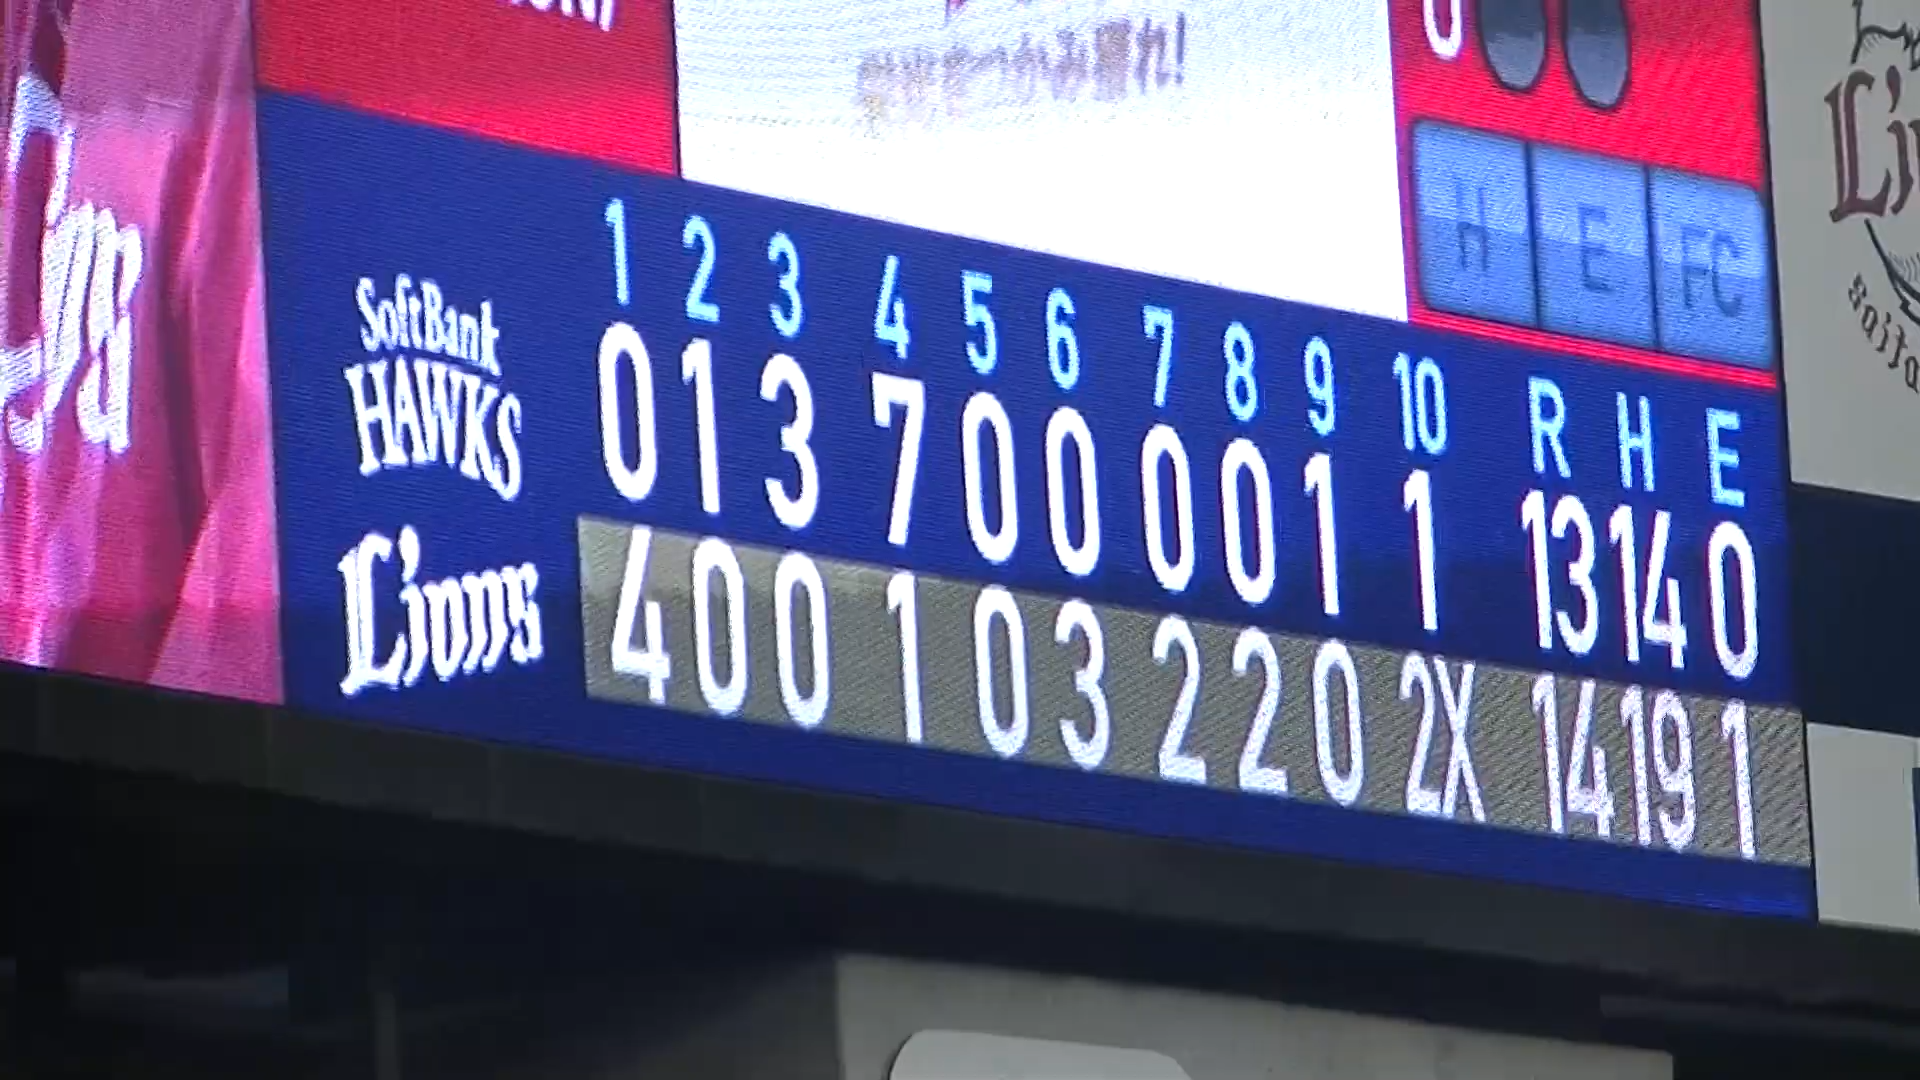 H E FC
1 2 3 4 5 6 7 8 9 10 R H E
SoftBank
HAWKS
0 1 3 7 0 0 0 0 1 1 13 14 0
Lions 4 0 0 1 0 3 2 2 0 2X 14 19 1